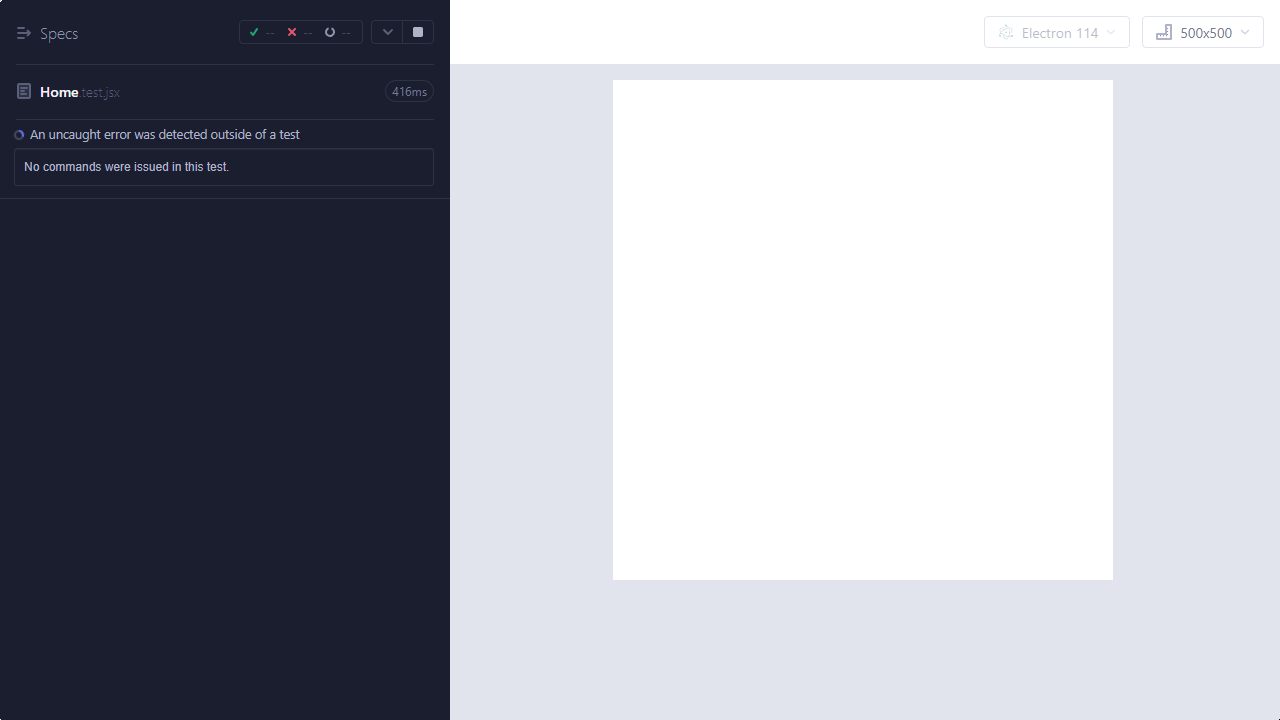 Specs
--
--
--
Electron 114
500x500
Home.test.jsx
416ms
An uncaught error was detected outside of a test
No commands were issued in this test.